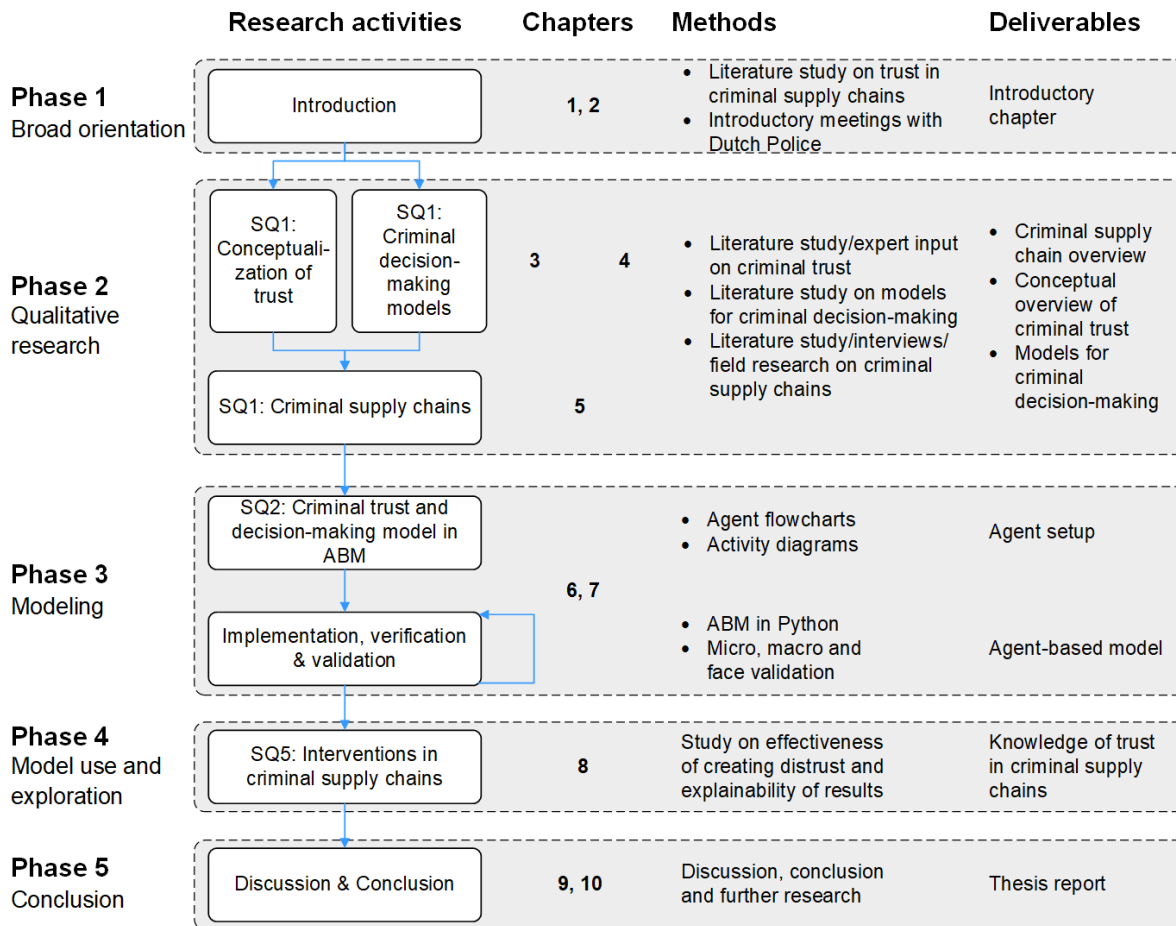 Research activities
Chapters
Methods
Deliverables
Phase 1
Broad orientation
Introduction
1, 2
• Literature study on trust in
criminal supply chains
• Introductory meetings with
Dutch Police
Introductory
chapter
Phase 2
Qualitative
research
SQ1:
Conceptuali-
zation of
trust
SQ1:
Criminal
decision-
making
models
3
4
SQ1: Criminal supply chains
5
• Literature study/expert input
on criminal trust
• Literature study on models
for criminal decision-making
• Literature study/interviews/
field research on criminal
supply chains
• Criminal supply
chain overview
• Conceptual
overview of
criminal trust
• Models for
criminal
decision-making
Phase 3
Modeling
SQ2: Criminal trust and
decision-making model in
ABM
Implementation, verification
& validation
6, 7
• Agent flowcharts
• Activity diagrams
Agent setup
• ABM in Python
• Micro, macro and
face validation
Agent-based model
Phase 4
Model use and
exploration
SQ5: Interventions in
criminal supply chains
8
Study on effectiveness
of creating distrust and
explainability of results
Knowledge of trust
in criminal supply
chains
Phase 5
Conclusion
Discussion & Conclusion
9, 10
Discussion, conclusion
and further research
Thesis report